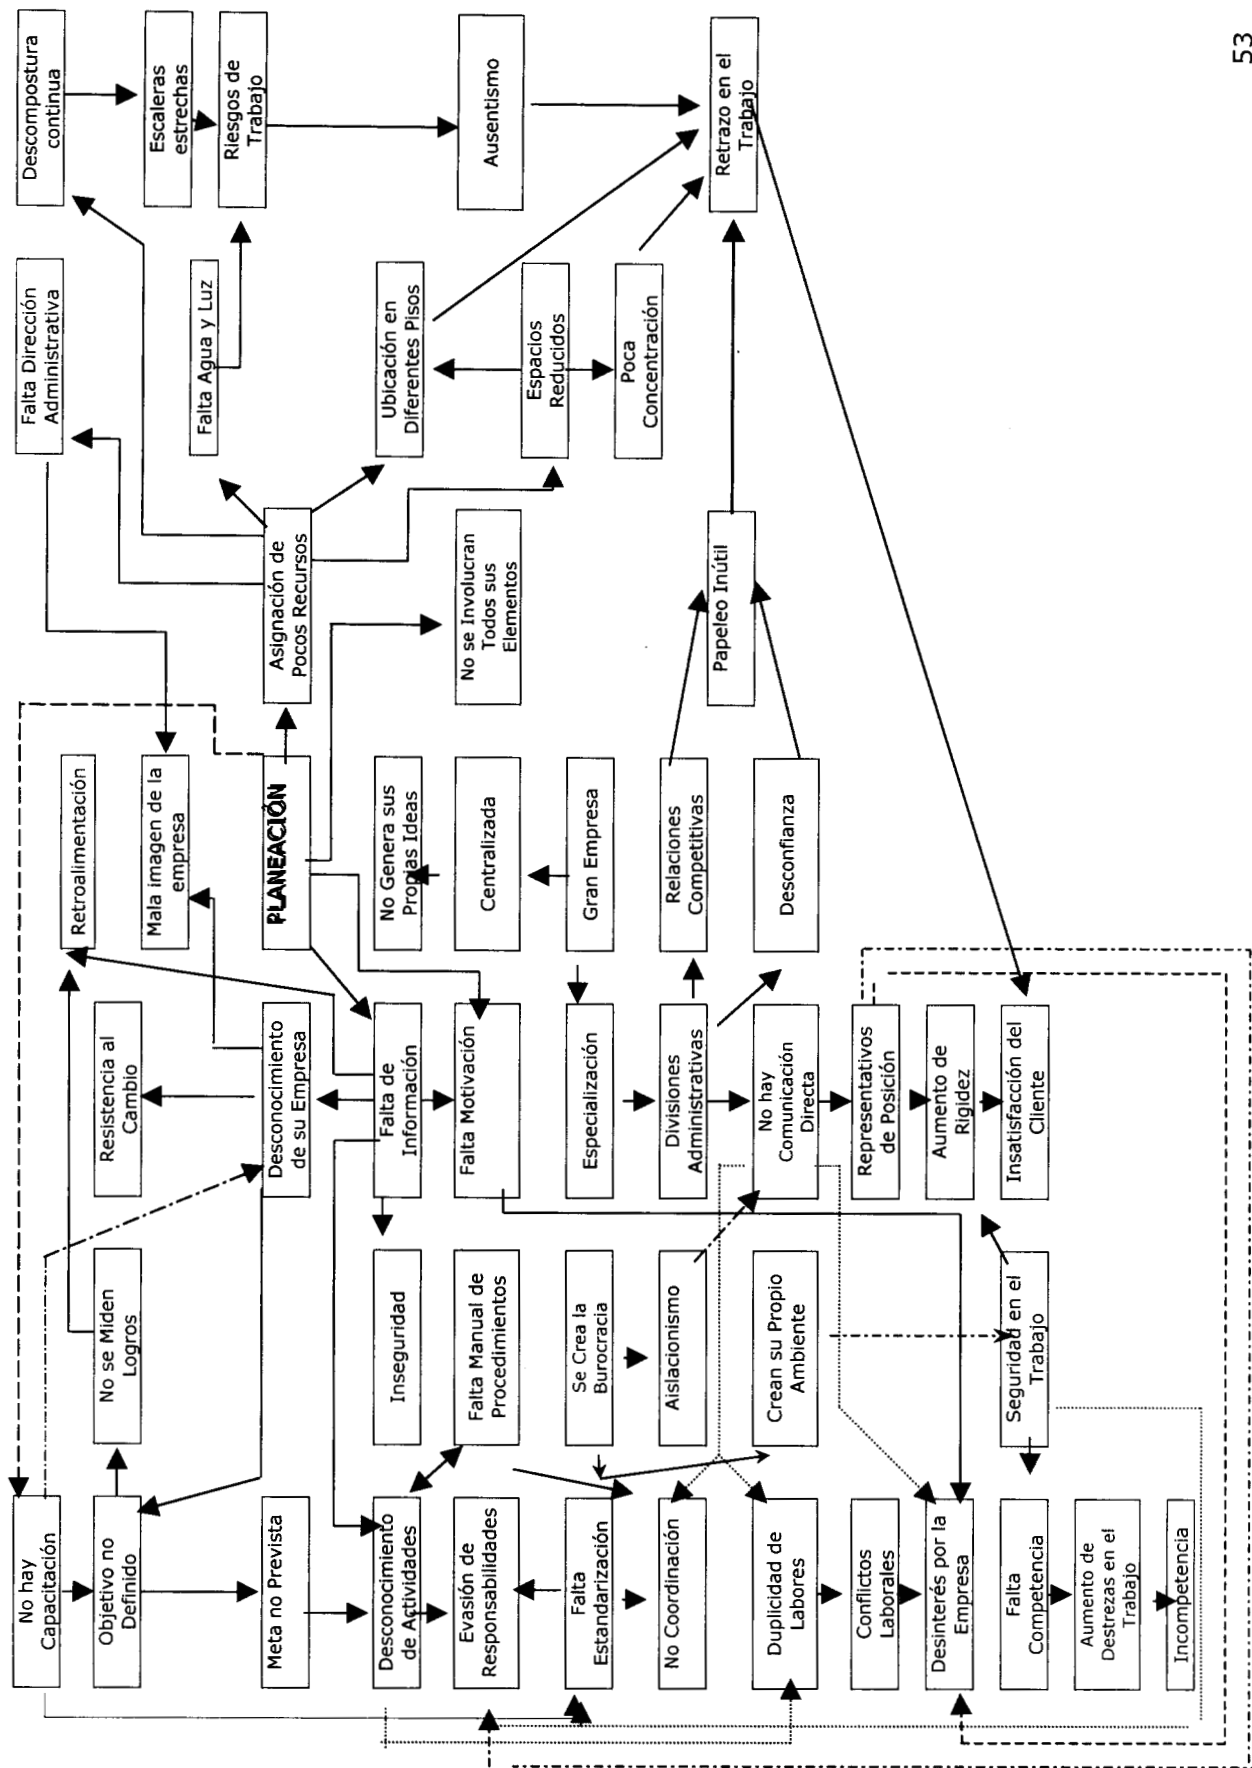 No hay
Capacitación
Objetivo no
Definido
Meta no Prevista
Desconocimiento
de Actividades
Evasión de
Responsabilidades
Falta
Estandarización
No Coordinación
Duplicidad de
Labores
Conflictos
Laborales
Desinterés por la
Empresa
Falta
Competencia
Aumento de
Destrezas en el
Trabajo
Incompetencia
No se Miden
Logros
Inseguridad
Falta Manual de
Procedimientos
Se Crea la
Burocracia
Aislacionismo
Crean su Propio
Ambiente
Seguridad en el
Trabajo
Resistencia al
Cambio
Desconocimiento
de su Empresa
Falta de
Información
Falta Motivación
Especialización
Divisiones
Administrativas
No hay
Comunicación
Directa
Representativos
de Posición
Aumento de
Rigidez
Insatisfacción del
Cliente
Retroalimentación
Mala imagen de la
empresa
PLANEACIÓN
No Genera sus
Propias Ideas
Centralizada
Gran Empresa
Relaciones
Competitivas
Desconfianza
Asignación de
Pocos Recursos
No se Involucran
Todos sus
Elementos
Papeleo Inútil
Falta Dirección
Administrativa
Falta Agua y Luz
Ubicación en
Diferentes Pisos
Espacios
Reducidos
Poca
Concentración
Descompostura
continua
Escaleras
estrechas
Riesgos de
Trabajo
Ausentismo
Retrazo en el
Trabajo
53